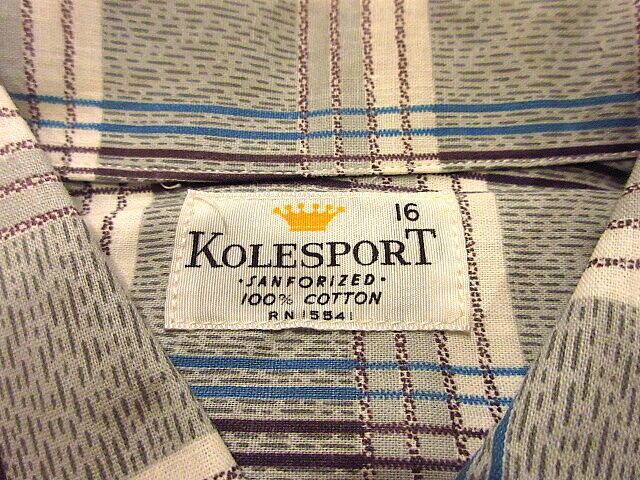 16
KOLESPORT
·SANFORIZED·
100% COTTON
RN 15541